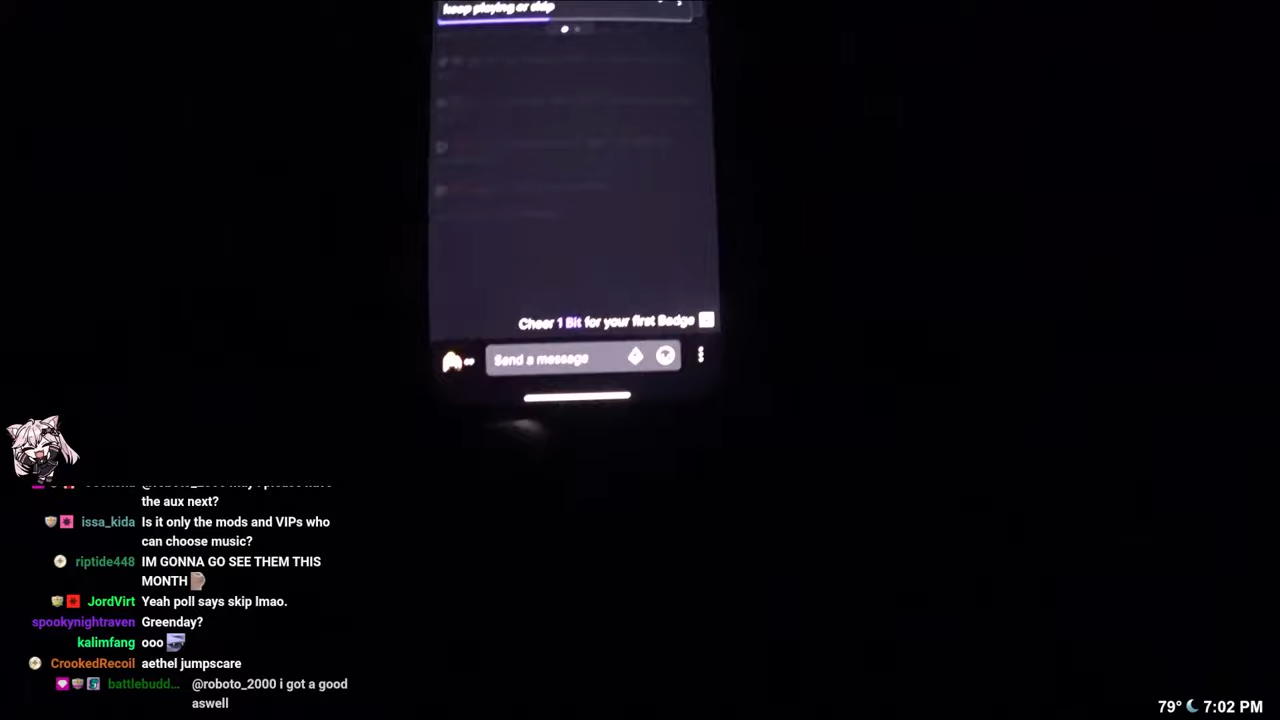 keep playing or skip
Cheer 1 Bit for your first Badge
Send a message
the aux next?
issa_kida Is it only the mods and VIPs who
can choose music?
riptide448 IM GONNA GO SEE THEM THIS
MONTH
JordVirt Yeah poll says skip lmao.
spookynightraven Greenday?
kalimfang ooo
CrookedRecoil aethel jumpscare
battlebudd... @roboto_2000 i got a good
aswell
79° 7:02 PM